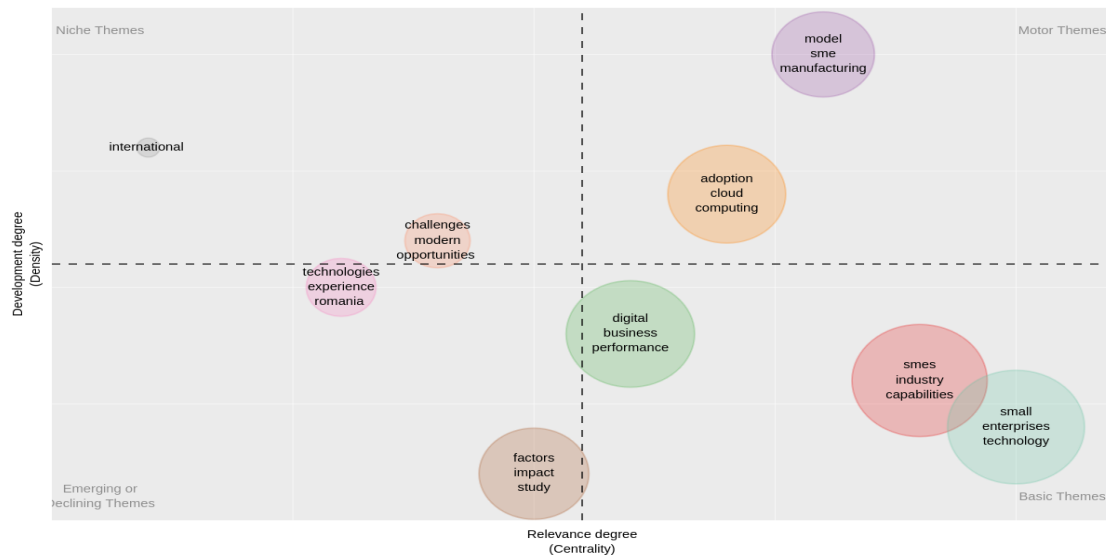 Niche Themes
Motor Themes
model
sme
manufacturing
international
adoption
cloud
computing
challenges
modern
opportunities
technologies
experience
romania
digital
business
performance
smes
industry
capabilities
small
enterprises
technology
factors
impact
study
Emerging or
Declining Themes
Basic Themes
Development degree
(Density)
Relevance degree
(Centrality)